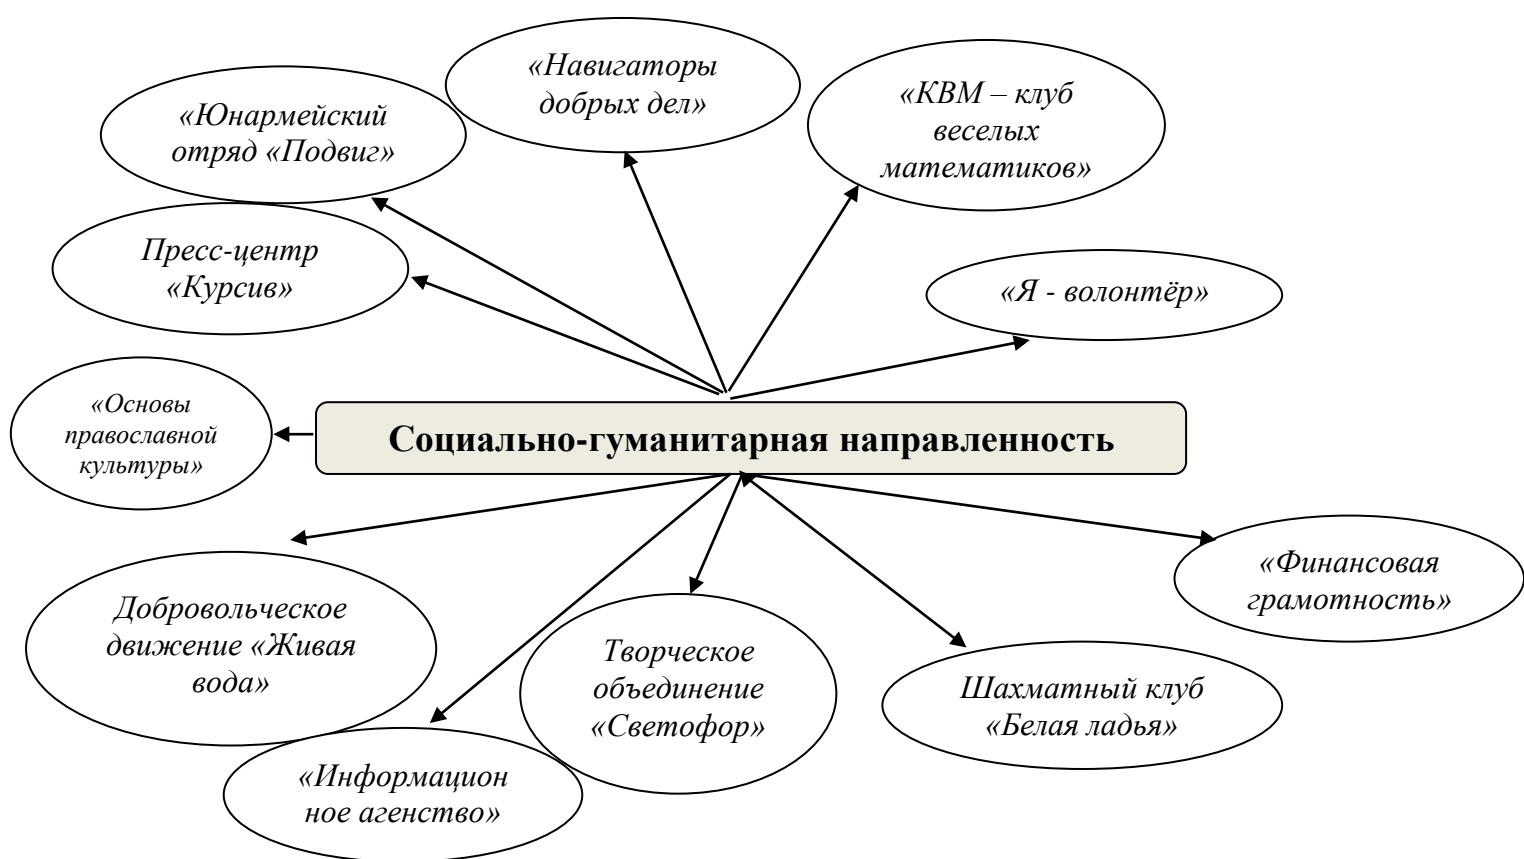 «Навигаторы
добрых дел»
«КВМ – клуб
веселых
математиков»
«Юнармейский
отряд «Подвиг»
Пресс-центр
«Курсив»
«Я - волонтёр»
«Основы
православной
культуры»
Социально-гуманитарная направленность
«Финансовая
грамотность»
Добровольческое
движение «Живая
вода»
Творческое
объединение
«Светофор»
Шахматный клуб
«Белая ладья»
«Информацион
ное агенство»